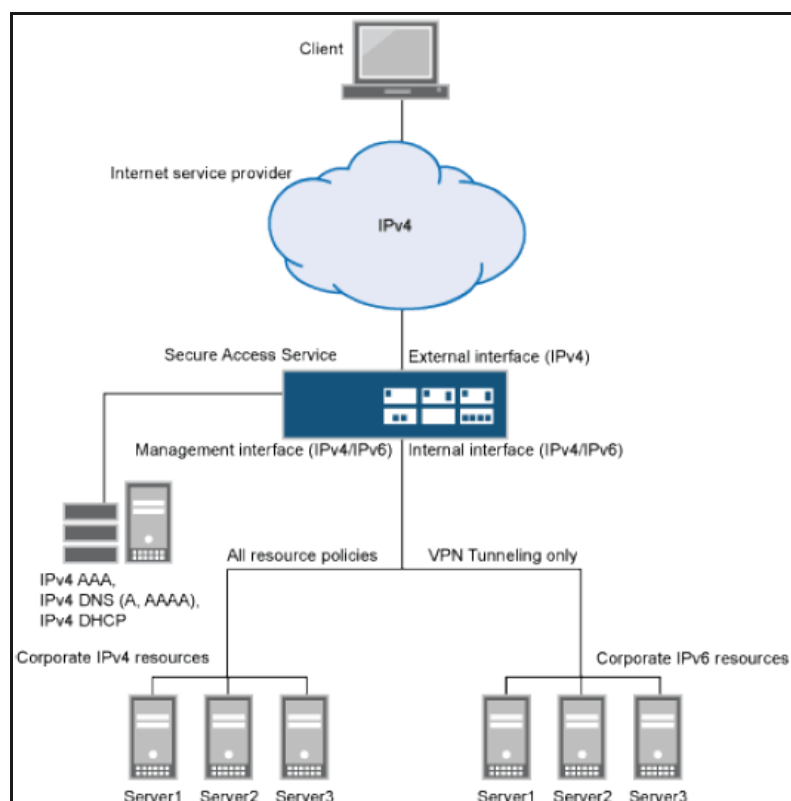 Client
Internet service provider
IPv4
Secure Access Service
External interface (IPv4)
Management interface (IPv4/IPv6)
Internal interface (IPv4/IPv6)
All resource policies
VPN Tunneling only
IPv4 AAA,
IPv4 DNS (A, AAAA),
IPv4 DHCP
Corporate IPv4 resources
Corporate IPv6 resources
Server1 Server2 Server3
Server1 Server2 Server3